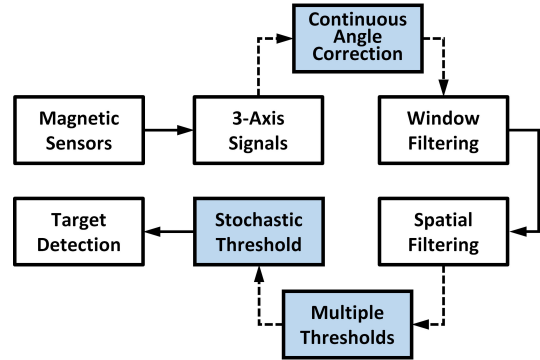 Continuous
Angle
Correction
Magnetic
Sensors
3-Axis
Signals
Window
Filtering
Target
Detection
Stochastic
Threshold
Spatial
Filtering
Multiple
Thresholds